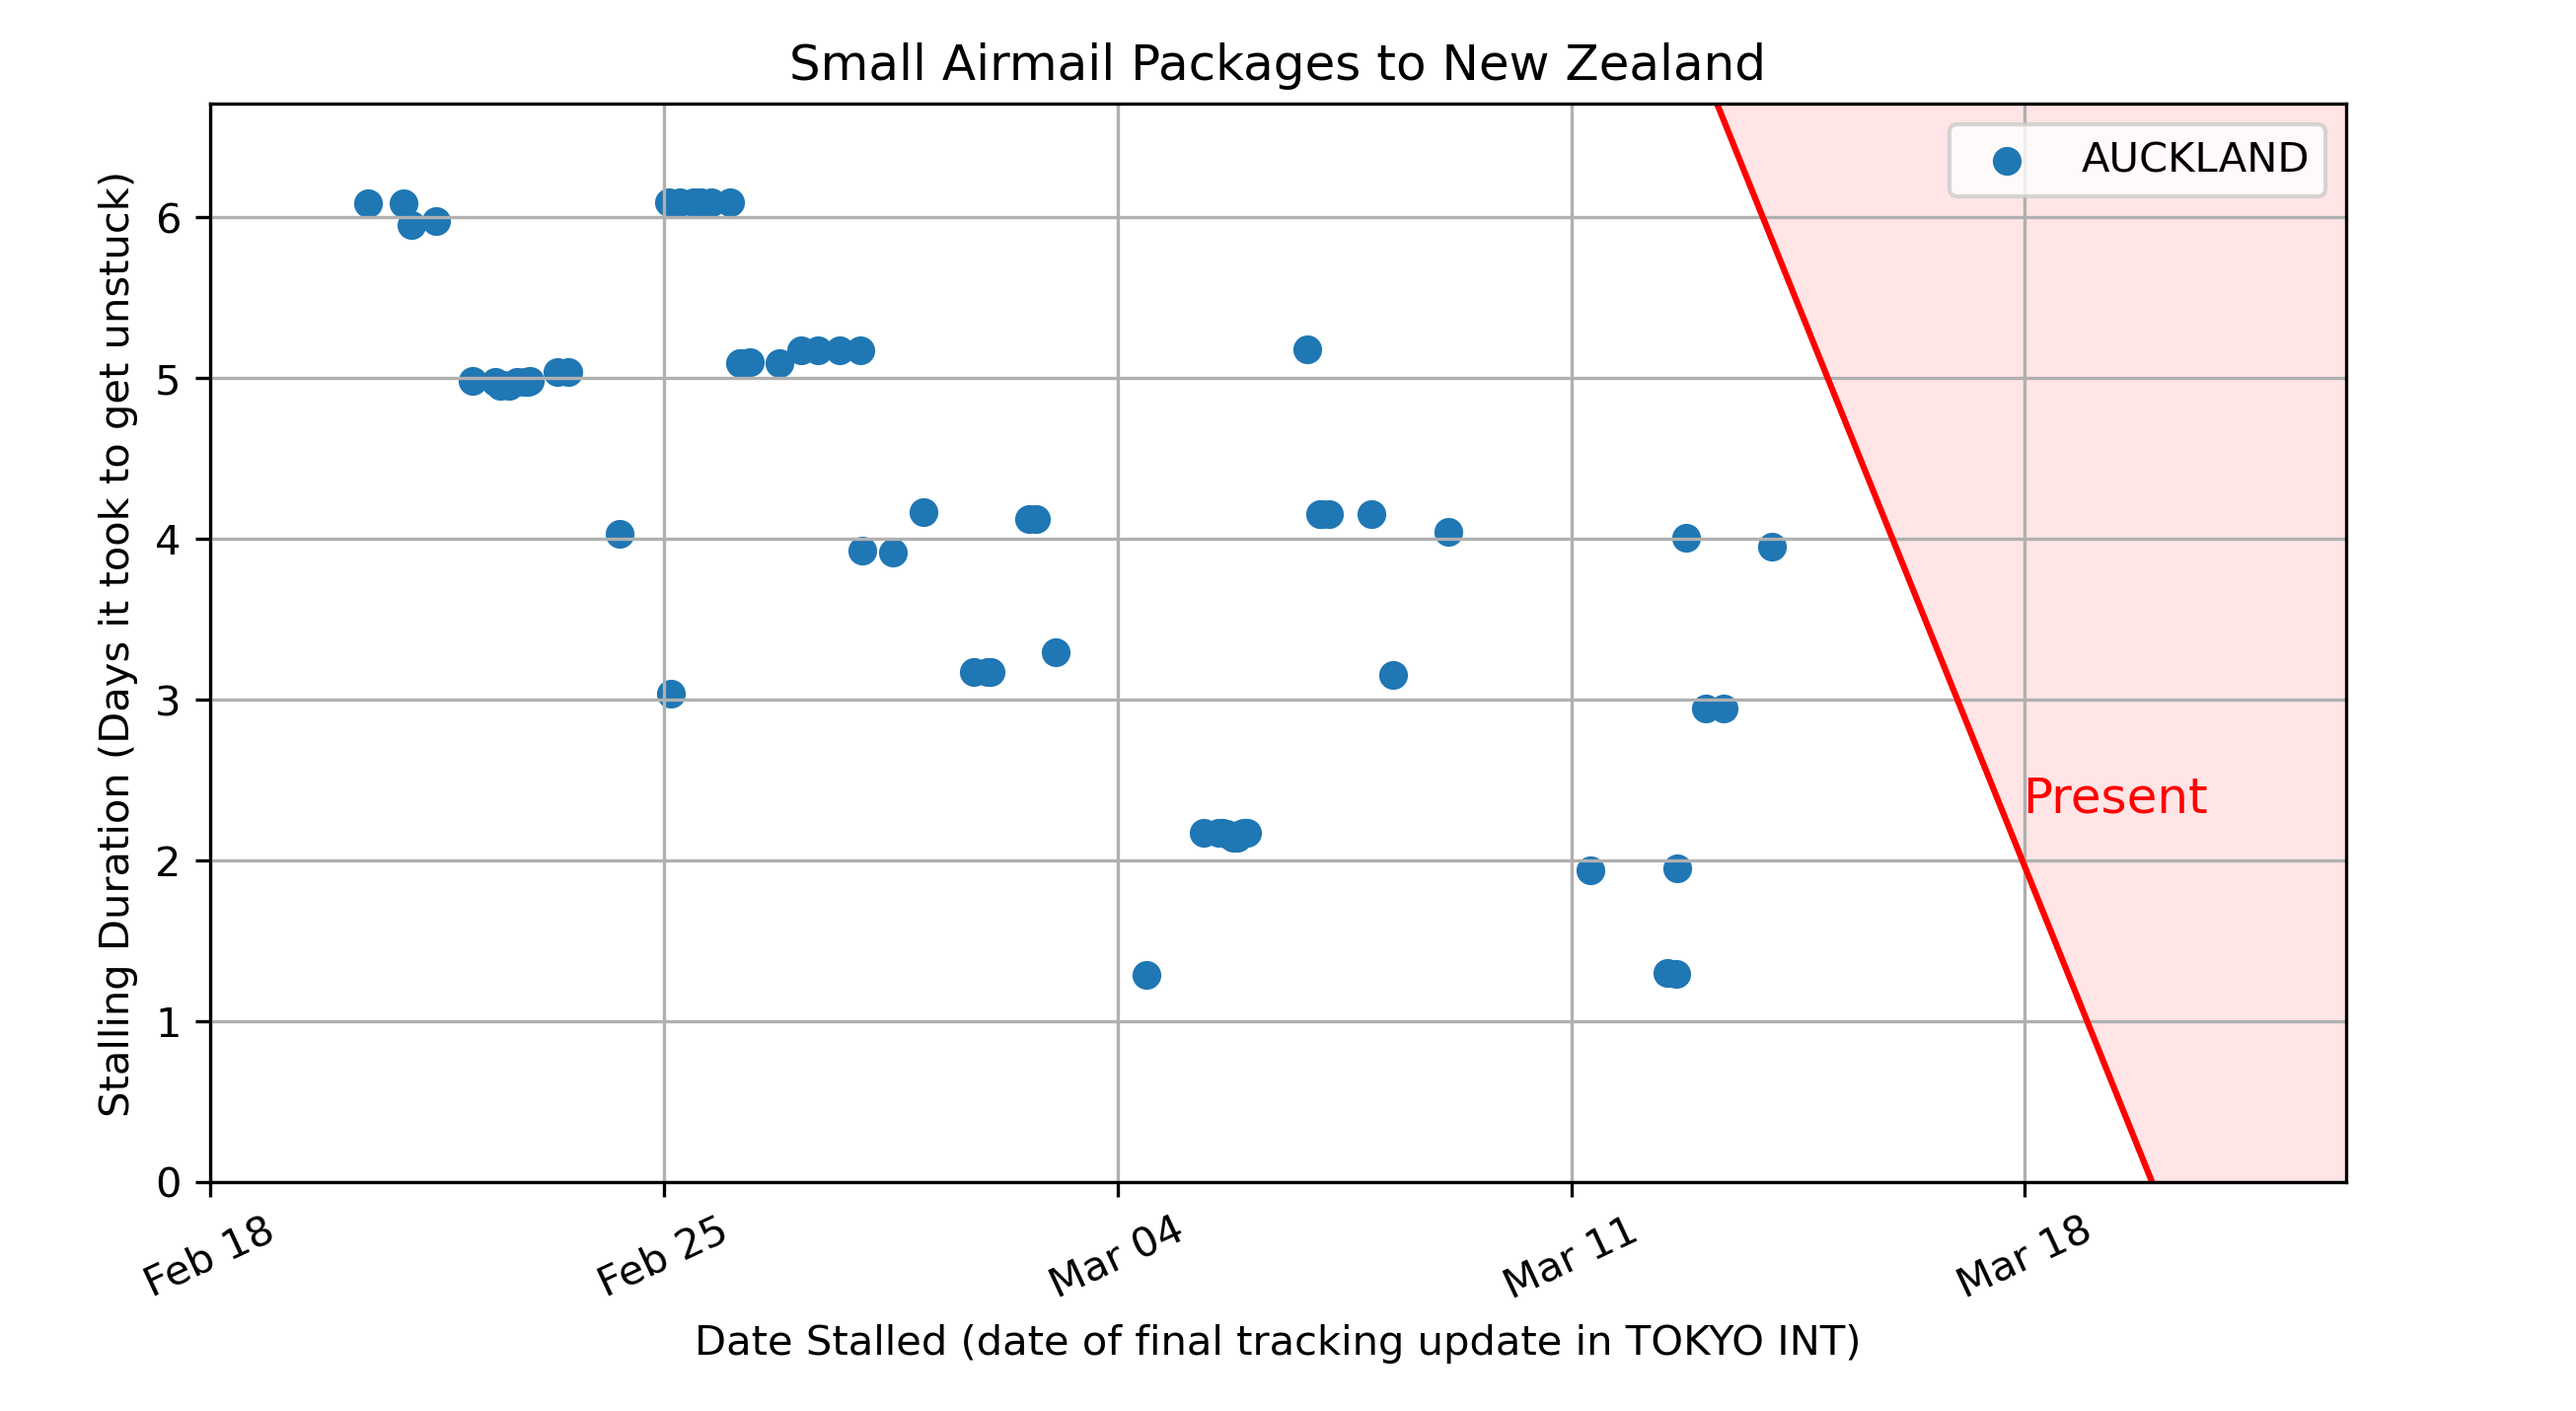 Small Airmail Packages to New Zealand
AUCKLAND
Stalling Duration (Days it took to get unstuck)
6
5
4
3
2
1
0
Present
Feb 18
Feb 25
Mar 04
Mar 11
Mar 18
Date Stalled (date of final tracking update in TOKYO INT)